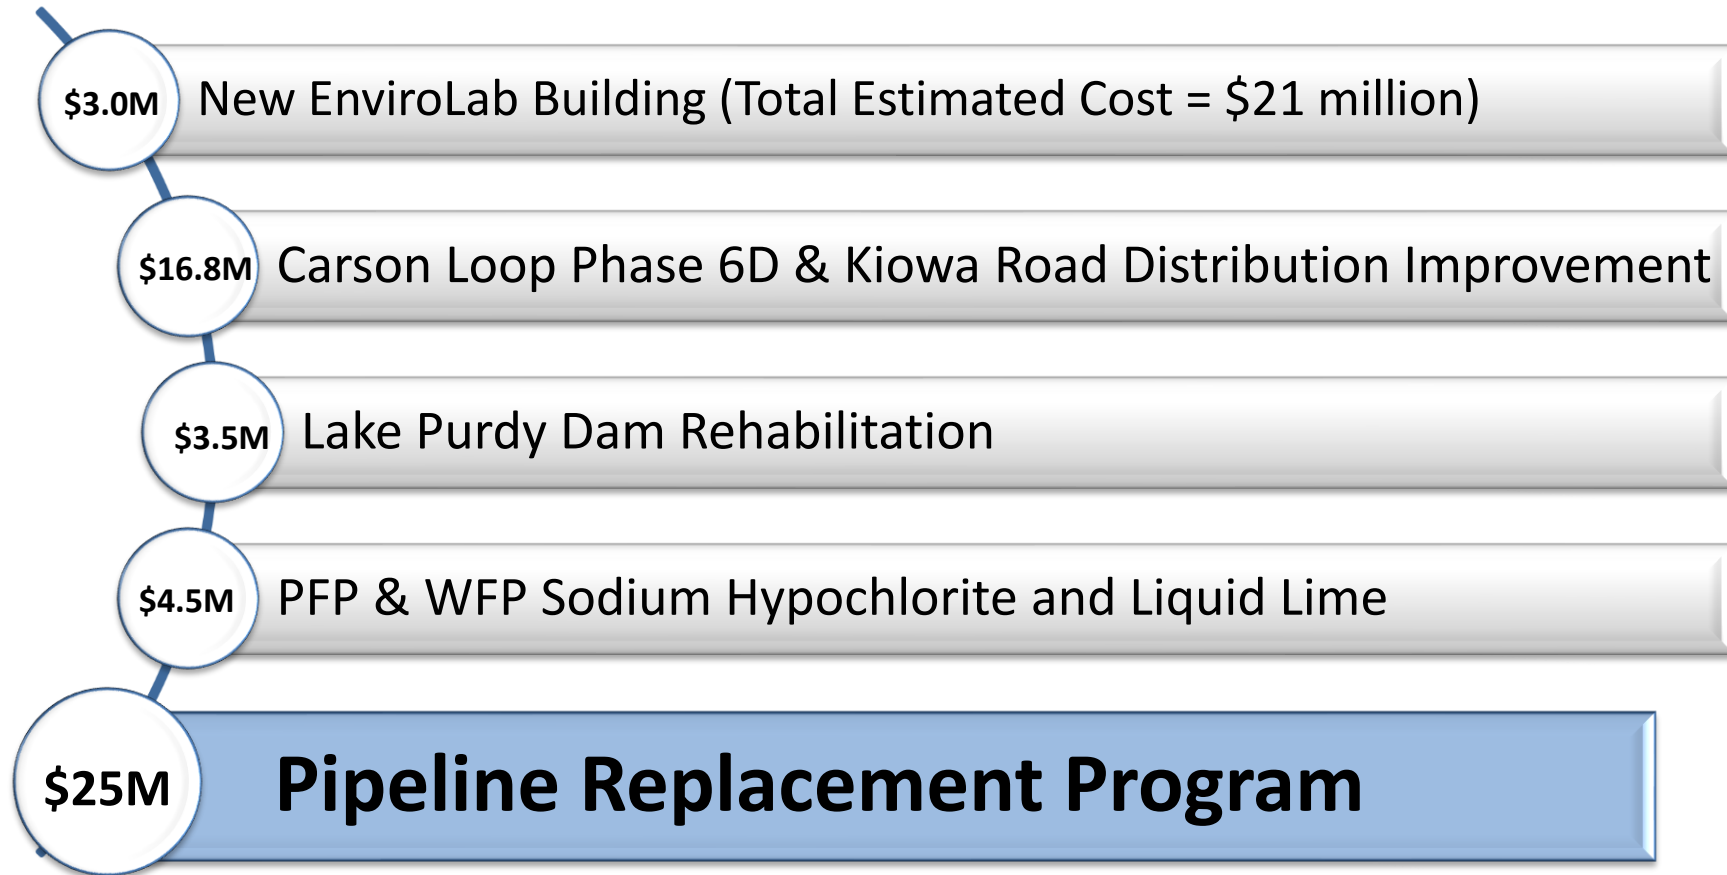 $3.0M New EnviroLab Building (Total Estimated Cost = $21 million)
$16.8M Carson Loop Phase 6D & Kiowa Road Distribution Improvement
$3.5M Lake Purdy Dam Rehabilitation
$4.5M PFP & WFP Sodium Hypochlorite and Liquid Lime
$25M Pipeline Replacement Program